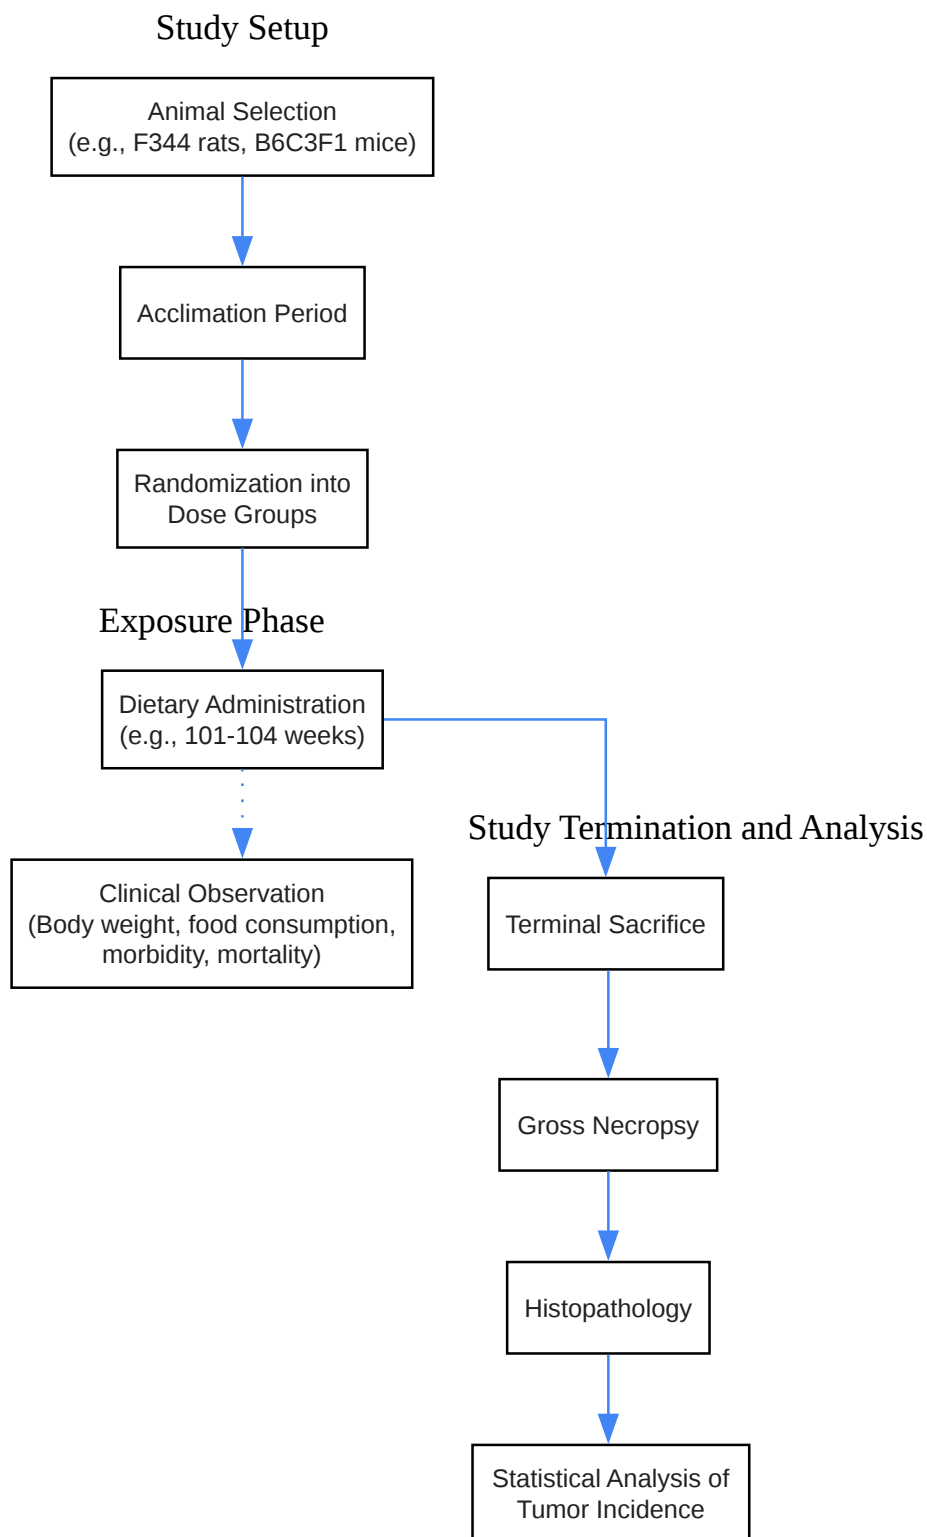 Study Setup
Animal Selection
(e.g., F344 rats, B6C3F1 mice)
Acclimation Period
Randomization into
Dose Groups
Exposure Phase
Dietary Administration
(e.g., 101-104 weeks)
Clinical Observation
(Body weight, food consumption,
morbidity, mortality)
Study Termination and Analysis
Terminal Sacrifice
Gross Necropsy
Histopathology
Statistical Analysis of
Tumor Incidence